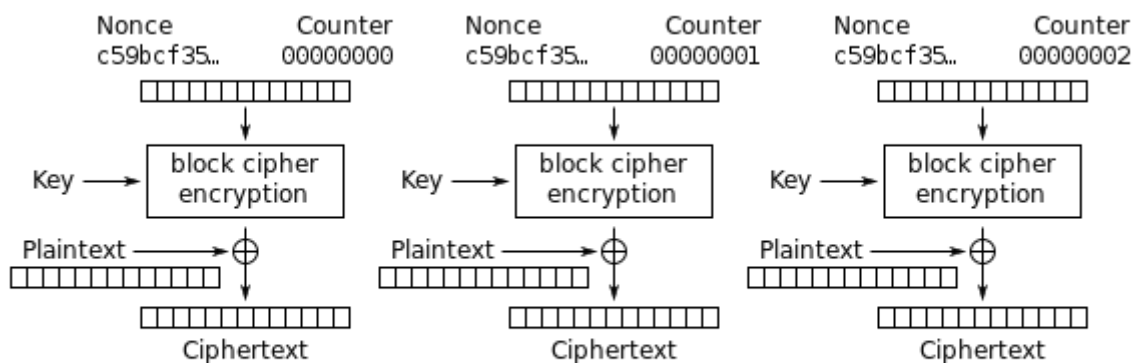 Nonce Counter Nonce Counter Nonce Counter
c59bcf35… 00000000 c59bcf35… 00000001 c59bcf35… 00000002
Key block cipher encryption Key block cipher encryption Key block cipher encryption
Plaintext Plaintext Plaintext
Ciphertext Ciphertext Ciphertext